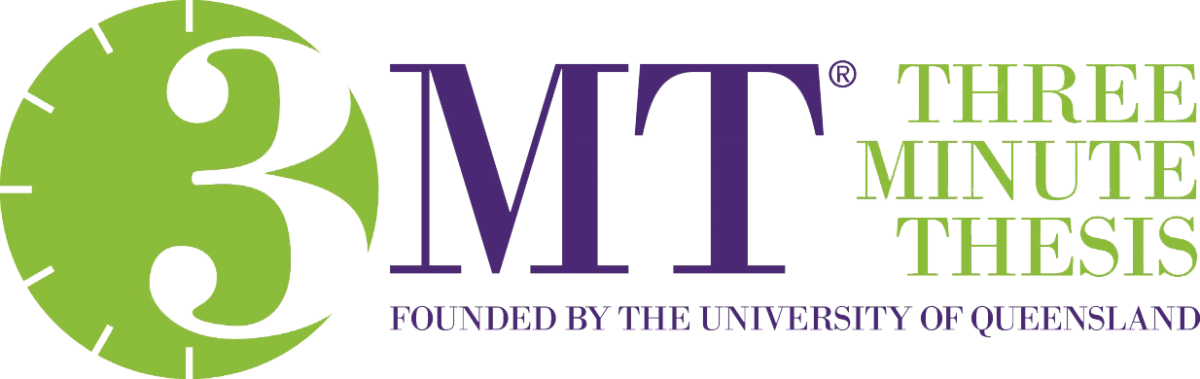 3MT®
THREE
MINUTE
THESIS
FOUNDED BY THE UNIVERSITY OF QUEENSLAND